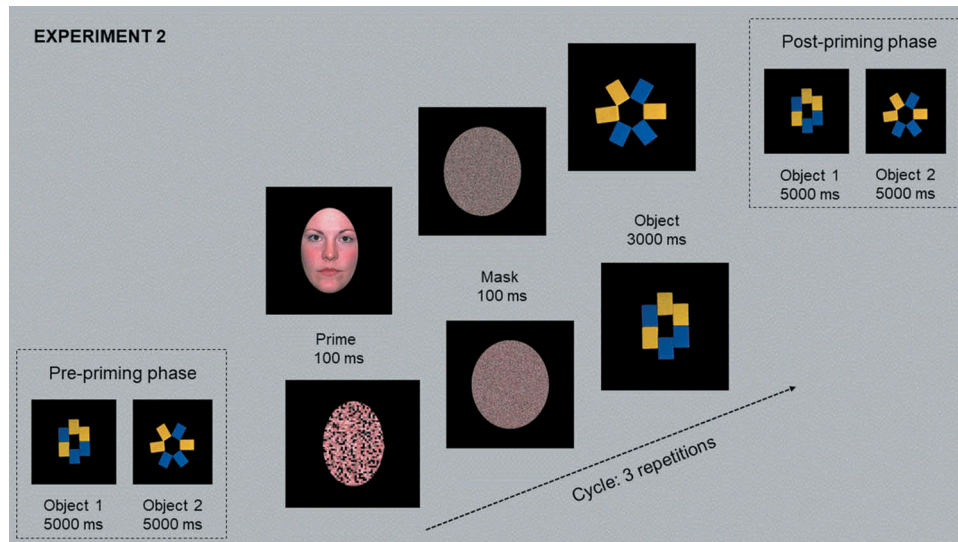 EXPERIMENT 2
Post-priming phase
Object 1
5000 ms
Object 2
5000 ms
Object
3000 ms
Mask
100 ms
Prime
100 ms
Pre-priming phase
Object 1
5000 ms
Object 2
5000 ms
Cycle: 3 repetitions